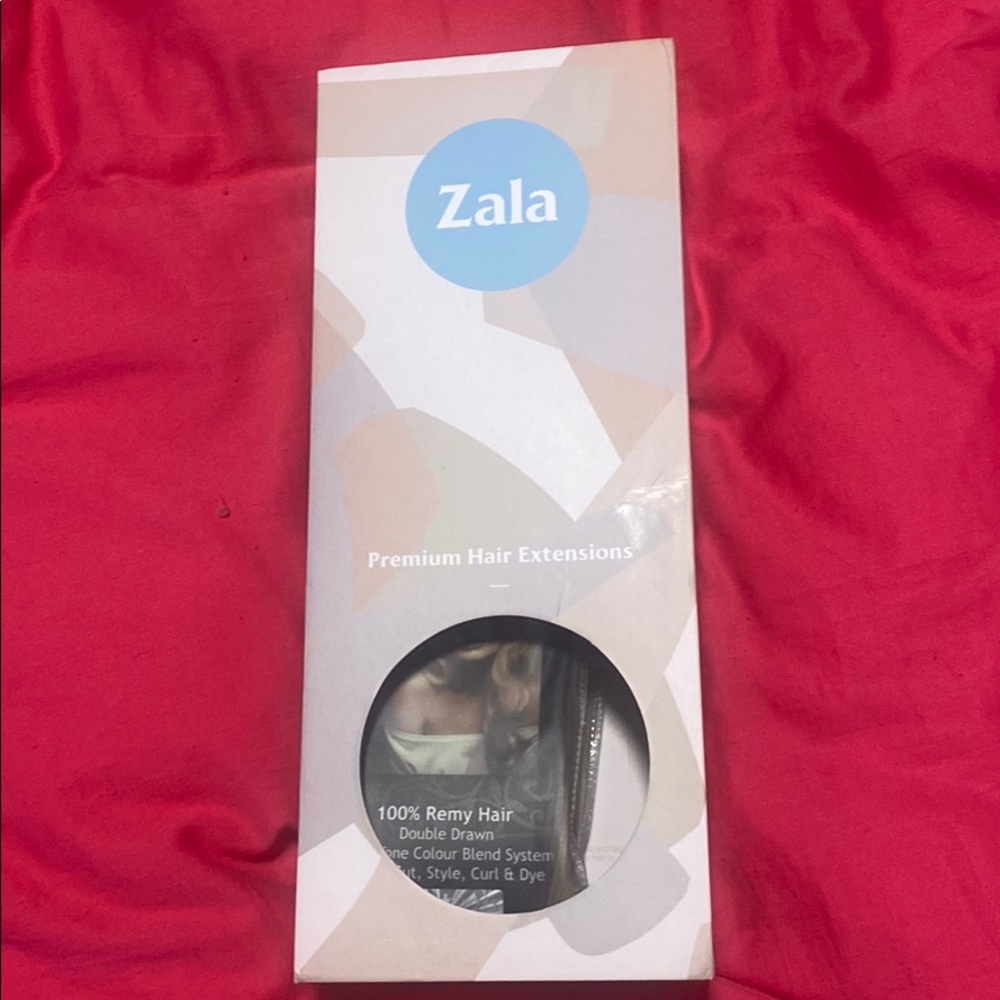 Zala
Premium Hair Extensions
100% Remy Hair
Double Drawn
Colour Blend System
Style, Curl & Dye